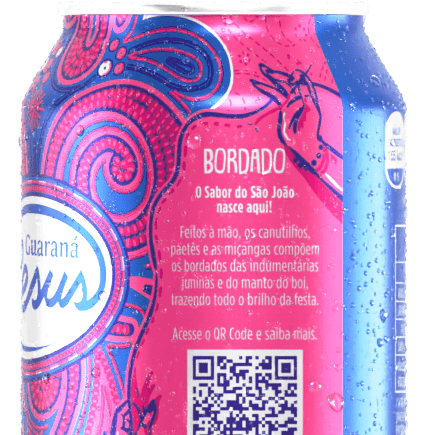 BORDADO
O Sabor do São João
nasce aqui!
Feitos à mão, os canutilhos,
paetês e as miçangas compõem
os bordados das indumentárias
juninas e do manto do boi,
trazendo todo o brilho da festa.
Acesse o QR Code e saiba mais.
Guaraná
esus